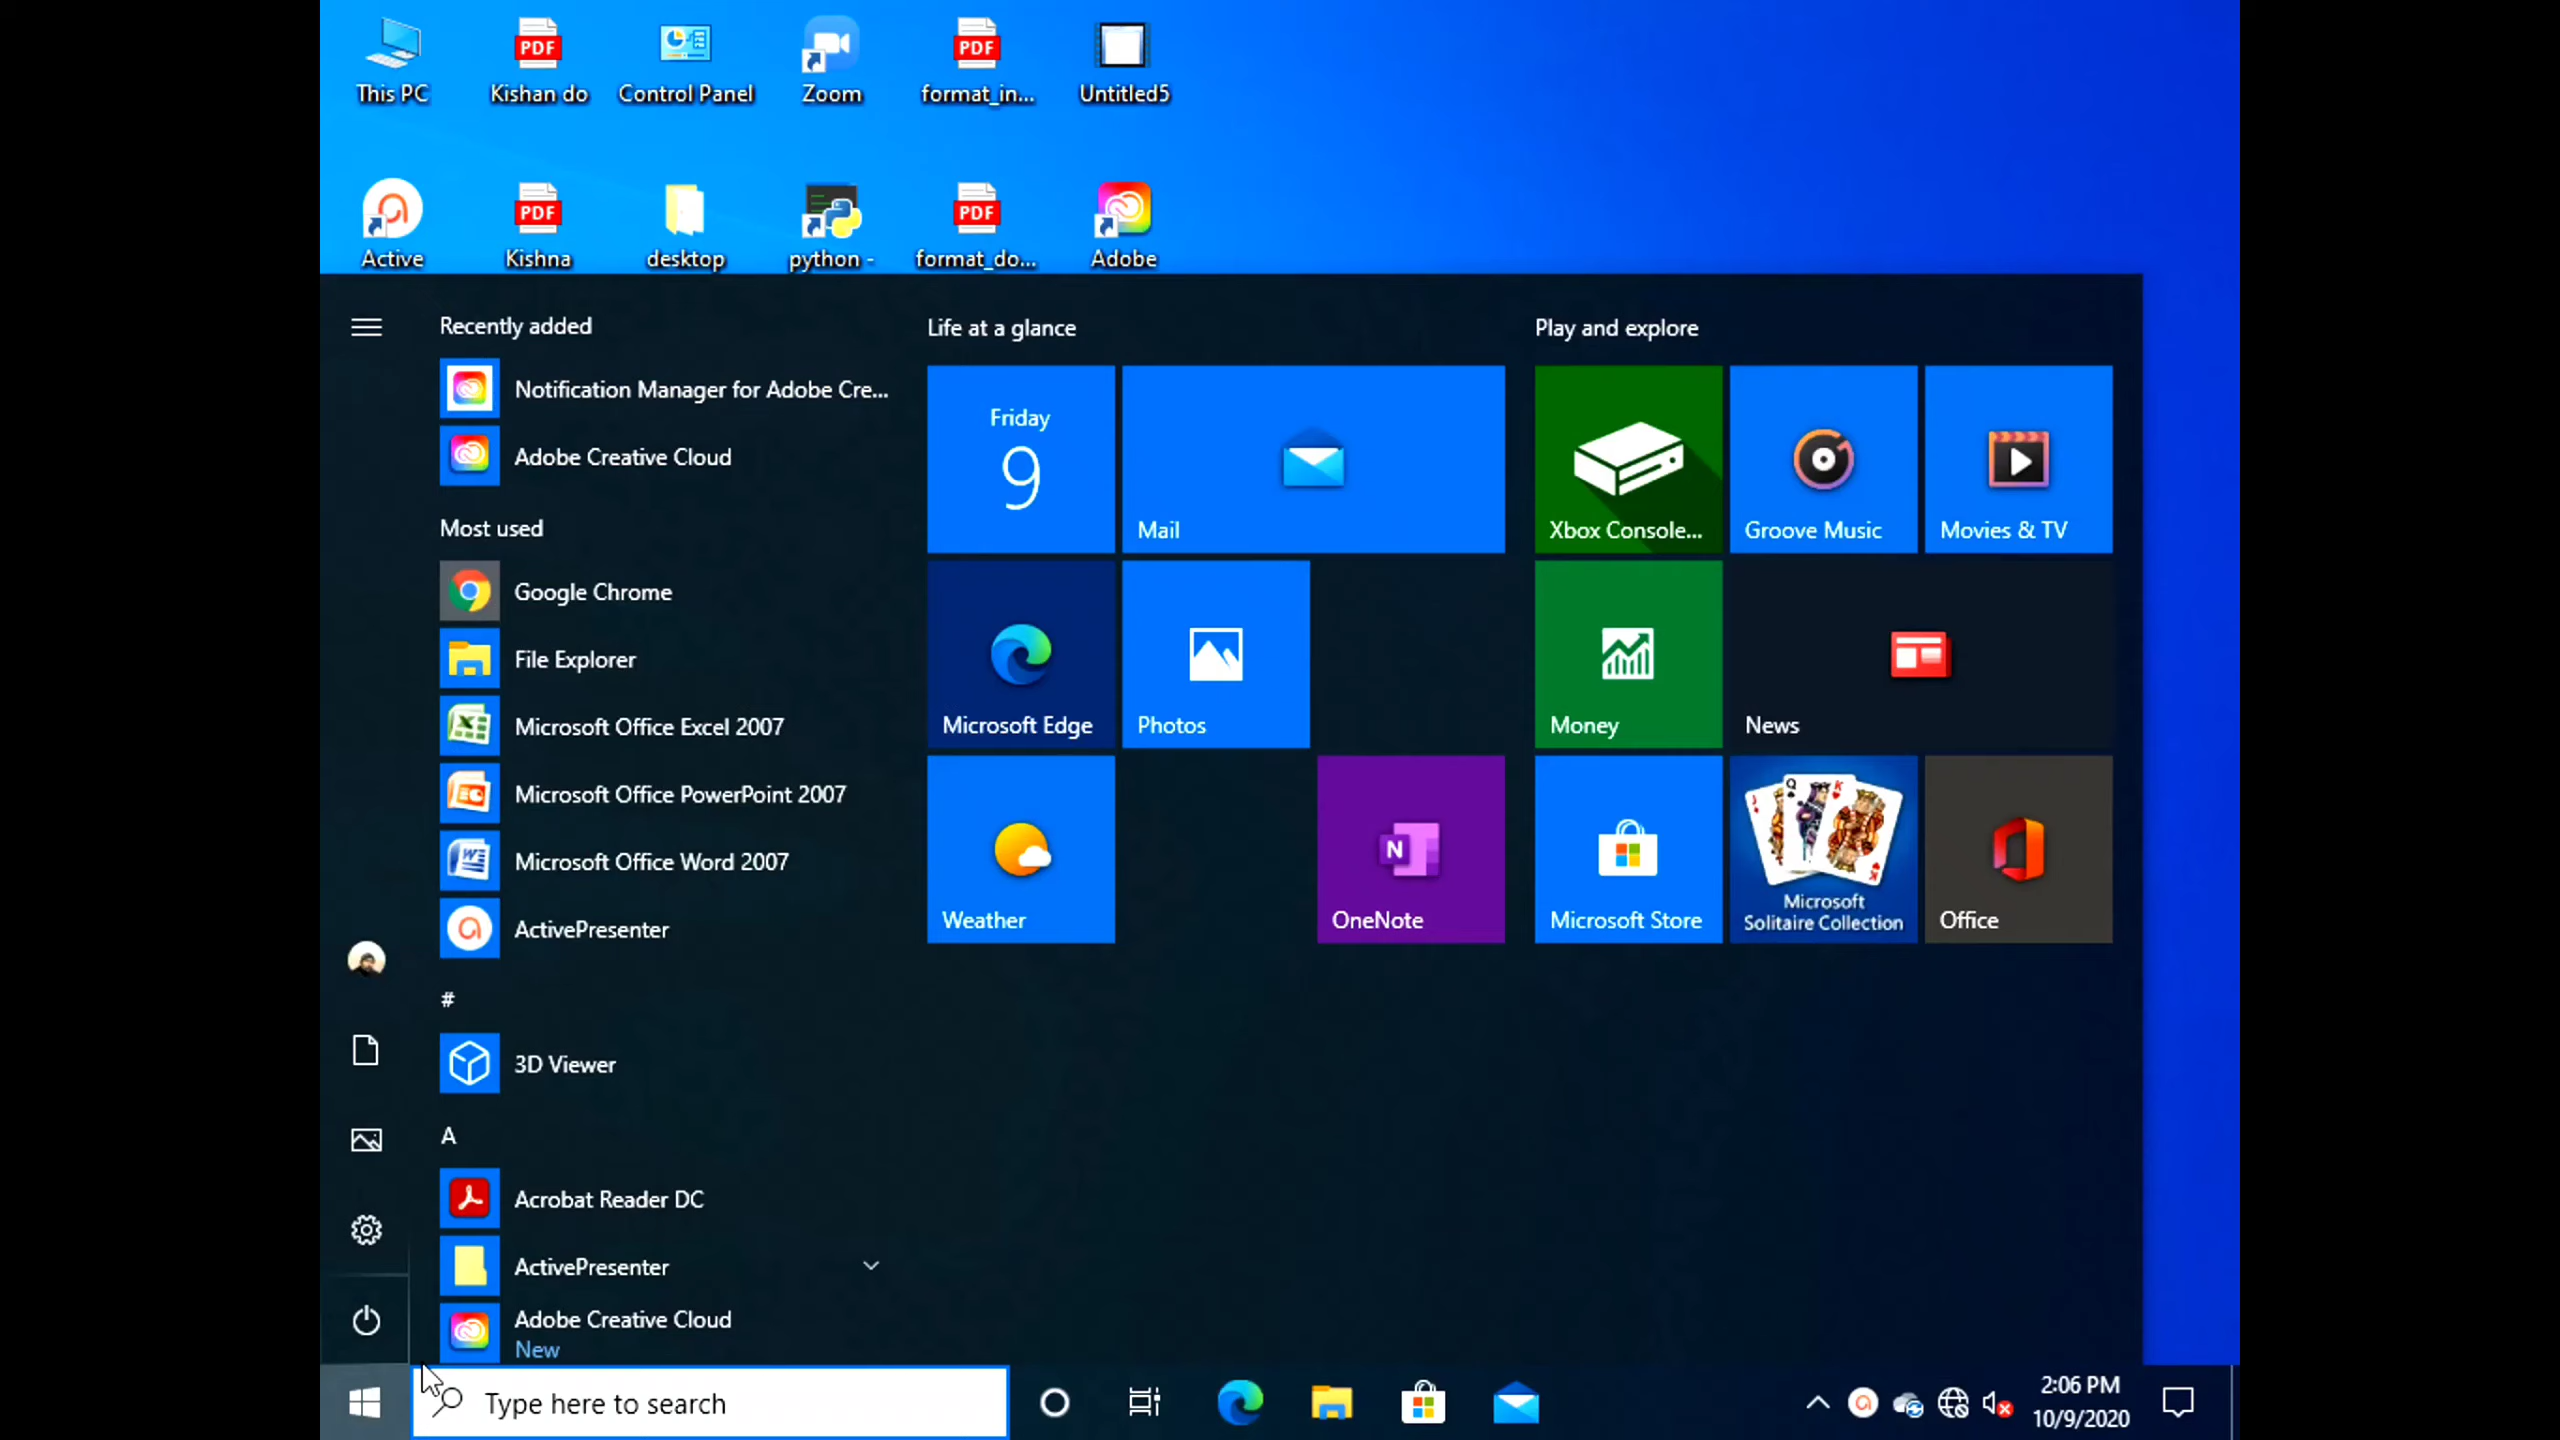 This PC
Kishan do
Control Panel
Zoom
format_in...
Untitled5
Active
Kishna
desktop
python -
format_do...
Adobe
Recently added
Notification Manager for Adobe Cre...
Adobe Creative Cloud
Most used
Google Chrome
File Explorer
Microsoft Office Excel 2007
Microsoft Office PowerPoint 2007
Microsoft Office Word 2007
ActivePresenter
#
3D Viewer
A
Acrobat Reader DC
ActivePresenter
Adobe Creative Cloud
New
Life at a glance
Friday
9
Mail
Microsoft Edge
Photos
Weather
OneNote
Play and explore
Xbox Console...
Groove Music
Movies & TV
Money
News
Microsoft Store
Microsoft
Solitaire Collection
Office
Type here to search
2:06 PM
10/9/2020